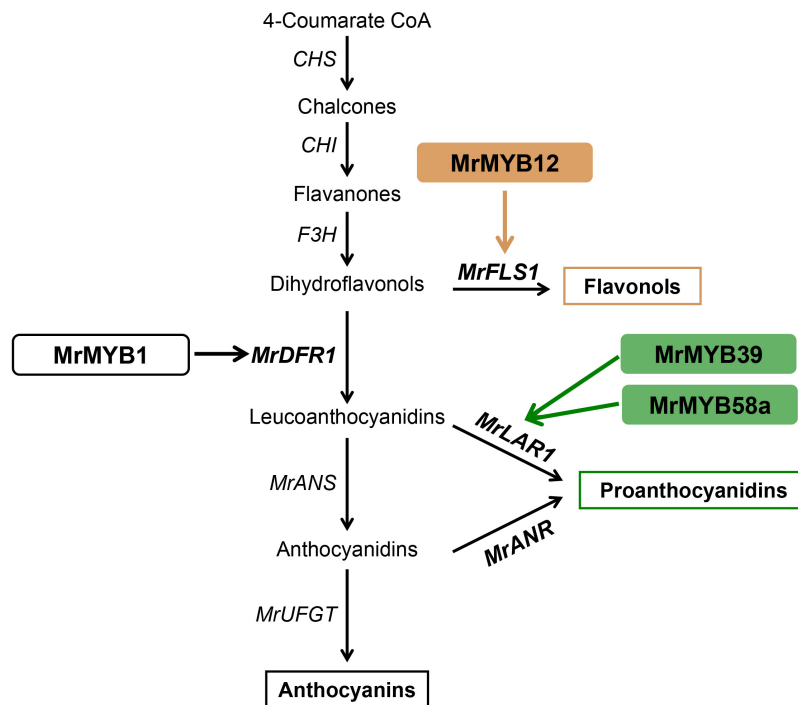 4-Coumarate CoA
CHS
Chalcones
CHI
MrMYB12
Flavanones
F3H
MrFLS1
Dihydroflavonols
Flavonols
MrMYB1
MrDFR1
MrMYB39
MrMYB58a
Leucoanthocyanidins
MrLAR1
MrANS
Proanthocyanidins
Anthocyanidins
MrANR
MrUFGT
Anthocyanins